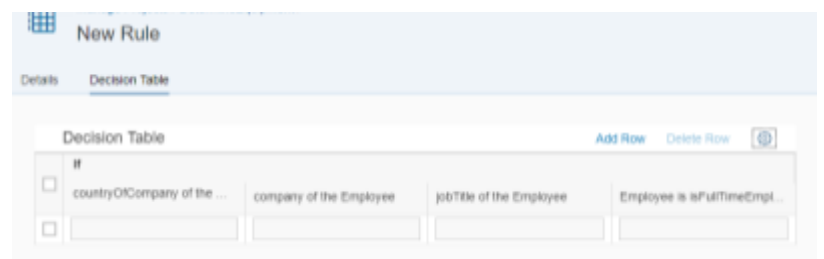 New Rule
Details Decision Table
Decision Table Add Row Delete Row
If
countryOfCompany of the ... company of the Employee jobTitle of the Employee Employee is isFullTimeEmpl...